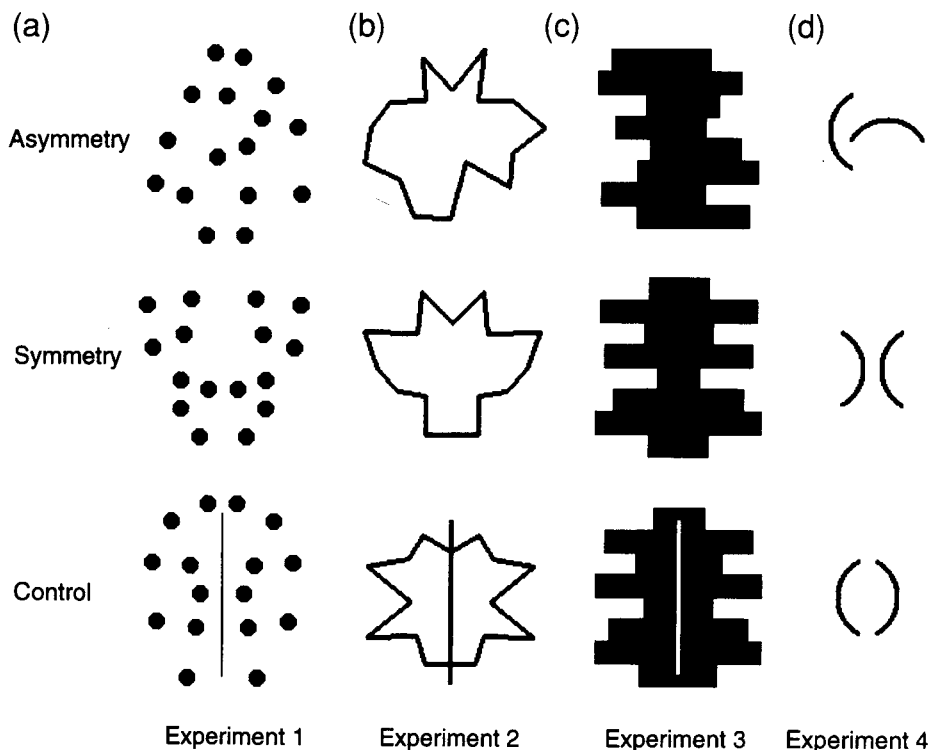 (a) (b) (c) (d)
Asymmetry
Symmetry
Control
Experiment 1 Experiment 2 Experiment 3 Experiment 4